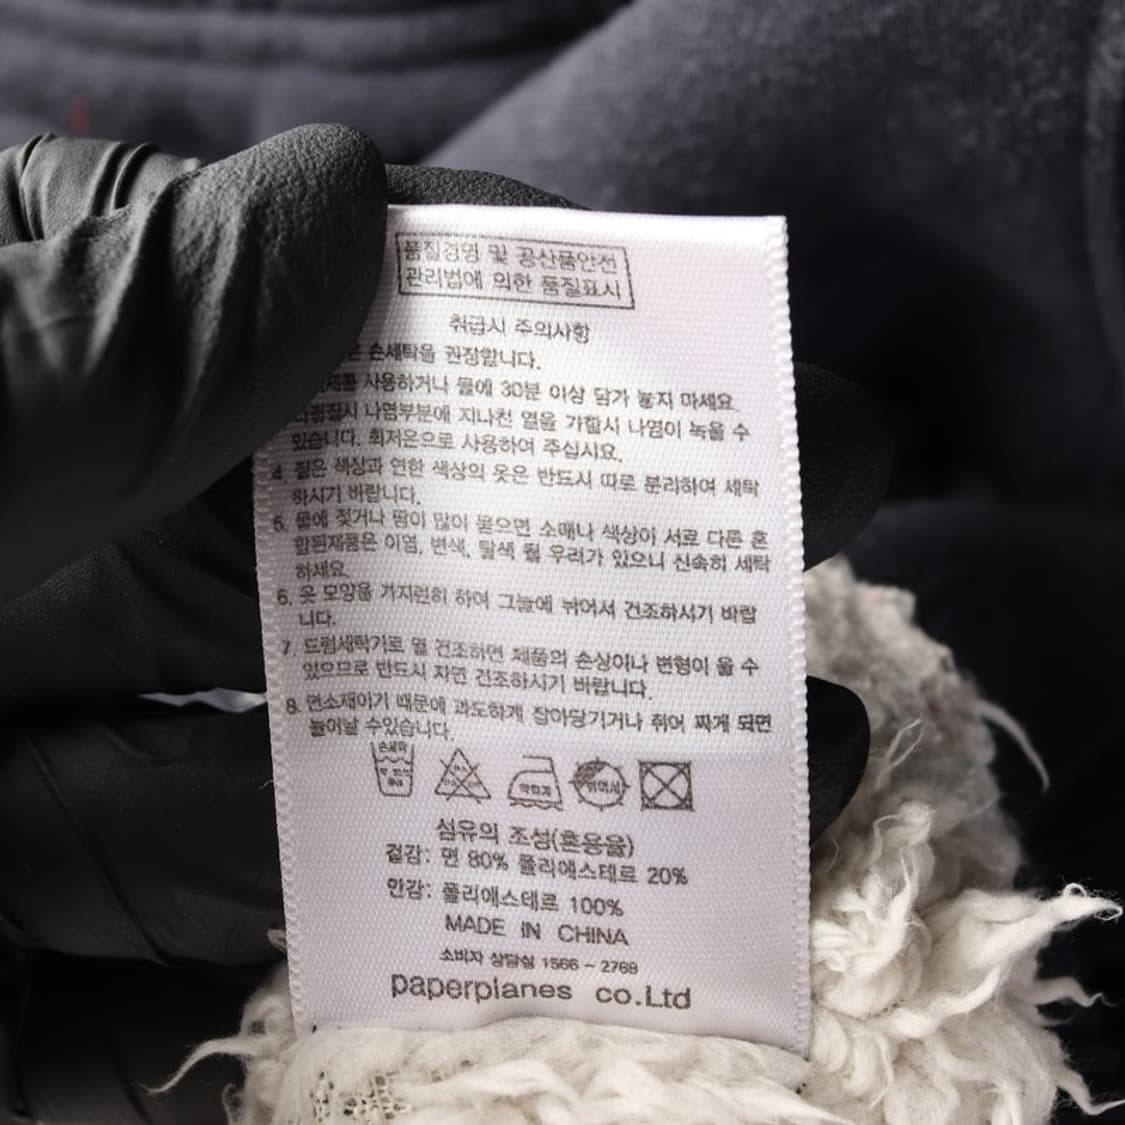 품질경영 및 공산품안전
관리법에 의한 품질표시
취급시 주의사항
은 손세탁을 권장합니다.
사용하거나 물에 30분 이상 담가 놓지 마세요.
다림질시 나염부분에 지나친 열을 가할시 나염이 녹을 수
있습니다. 최저온으로 사용하여 주십시요.
4. 짙은 색상과 연한 색상의 옷은 반드시 따로 분리하여 세탁
하시기 바랍니다.
5. 물에 젖거나 땀이 많이 묻으면 소매나 색상이 서로 다른 혼
합된제품은 이염, 변색, 탈색 될 우려가 있으니 신속히 세탁
하세요.
6. 옷 모양을 가지런히 하여 그늘에 뉘어서 건조하시기 바랍
니다.
7. 드럼세탁기로 열 건조하면 제품의 손상이나 변형이 올 수
있으므로 반드시 자연 건조하시기 바랍니다.
8. 면소재이기 때문에 과도하게 잡아당기거나 쥐어 짜게 되면
늘어날 수있습니다.
손세탁
뉘어서
섬유의 조성(혼용율)
겉감: 면 80% 폴리에스테르 20%
안감: 폴리에스테르 100%
MADE IN CHINA
소비자 상담실 1566 - 2769
paperplanes co.Ltd